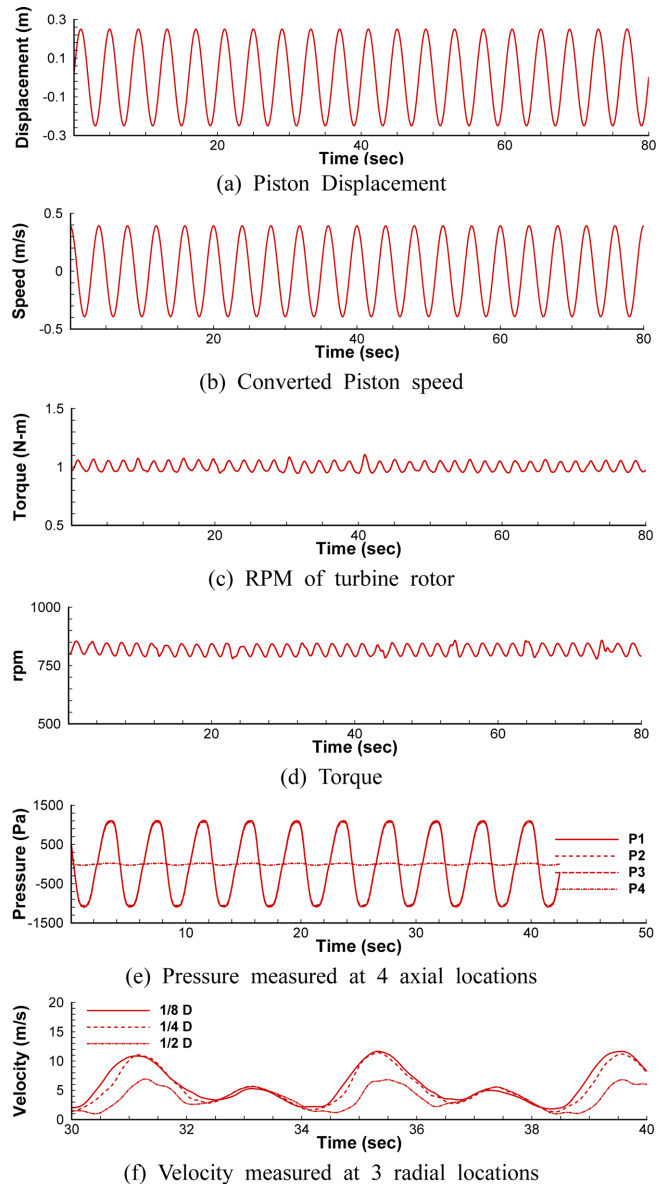 Displacement (m)
0.3
0.1
-0.1
-0.3
20
40
60
80
Time (sec)
(a) Piston Displacement
Speed (m/s)
0.5
0
-0.5
20
40
60
80
Time (sec)
(b) Converted Piston speed
Torque (N-m)
1.5
1
0.5
20
40
60
80
Time (sec)
(c) RPM of turbine rotor
rpm
1000
750
500
20
40
60
80
Time (sec)
(d) Torque
Pressure (Pa)
1500
500
-500
-1500
P1
P2
P3
P4
10
20
30
40
50
Time (sec)
(e) Pressure measured at 4 axial locations
Velocity (m/s)
20
15
10
5
0
1/8 D
1/4 D
1/2 D
30
32
34
36
38
40
Time (sec)
(f) Velocity measured at 3 radial locations